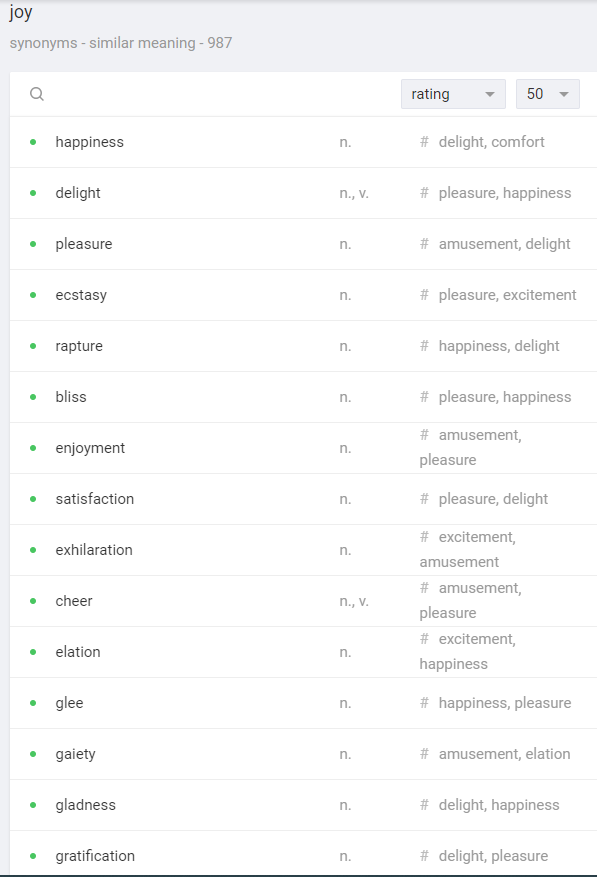 joy
synonyms - similar meaning - 987
rating 50
happiness n. # delight, comfort
delight n., v. # pleasure, happiness
pleasure n. # amusement, delight
ecstasy n. # pleasure, excitement
rapture n. # happiness, delight
bliss n. # pleasure, happiness
enjoyment n. # amusement,
pleasure
satisfaction n. # pleasure, delight
exhilaration n. # excitement,
amusement
cheer n., v. # amusement,
pleasure
elation n. # excitement,
happiness
glee n. # happiness, pleasure
gaiety n. # amusement, elation
gladness n. # delight, happiness
gratification n. # delight, pleasure